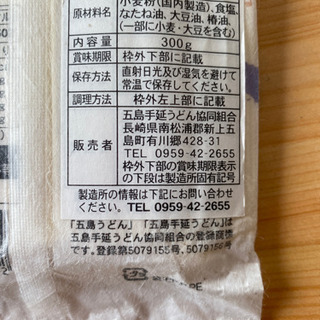 原材料名 小麦粉(国内製造)、食塩、
なたね油、大豆油、椿油、
(一部に小麦・大豆を含む)
内容量 300g
賞味期限 枠外下部に記載
保存方法 直射日光及び湿気を避けて
常温で保存してください。
調理方法 枠外左上部に記載
販売者 五島手延うどん協同組合
長崎県南松浦郡新上五
島町有川郷428-31
TEL 0959-42-2655
枠外下部の賞味期限表示
の下段は製造所固有記号
製造所の情報は下記にお問い合わ
せください。TEL 0959-42-2655
「五島うどん」「五島手延うどん」は
五島手延うどん協同組合の登録商標
です。登録第5079155号、5079156号